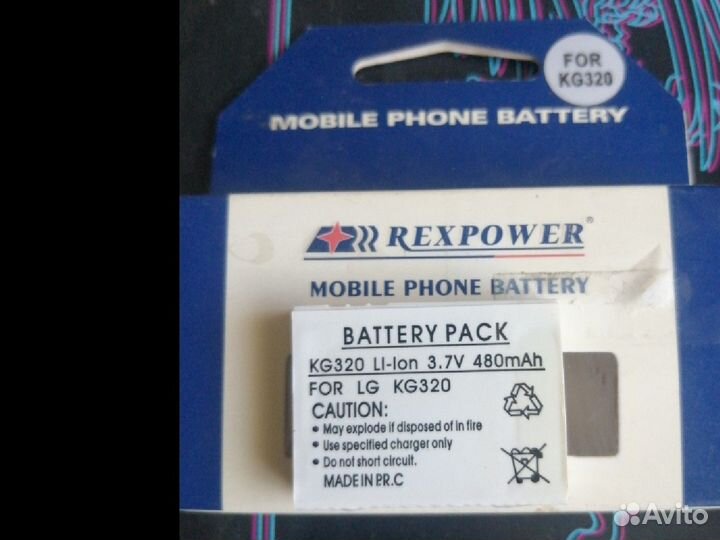 FOR
KG320
MOBILE PHONE BATTERY
REXPOWER®
MOBILE PHONE BATTERY
BATTERY PACK
KG320 LI-Ion 3.7V 480mAh
FOR LG KG320
CAUTION:
• May explode if disposed of in fire
• Use specified charger only
• Do not short circuit.
MADE IN P.R.C
Avito